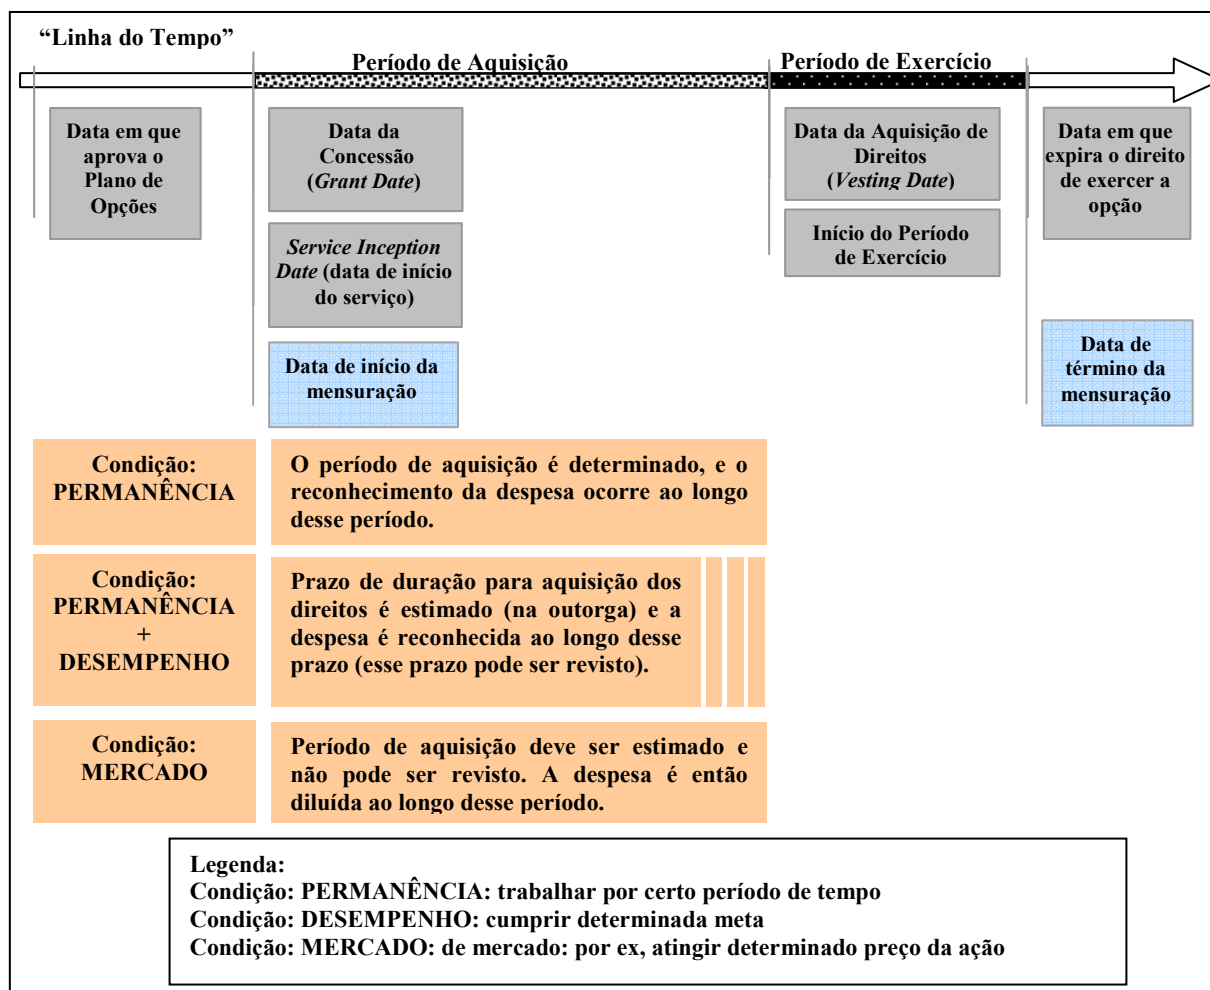 “Linha do Tempo”
Período de Aquisição
Período de Exercício
Data em que
aprova o
Plano de
Opções
Data da
Concessão
(Grant Date)
Service Inception
Date (data de início
do serviço)
Data de início da
mensuração
Data da Aquisição de
Direitos
(Vesting Date)
Início do Período
de Exercício
Data em que
expira o direito
de exercer a
opção
Data de
término da
mensuração
Condição:
PERMANÊNCIA
O período de aquisição é determinado, e o
reconhecimento da despesa ocorre ao longo
desse período.
Condição:
PERMANÊNCIA
+
DESEMPENHO
Prazo de duração para aquisição dos
direitos é estimado (na outorga) e a
despesa é reconhecida ao longo desse
prazo (esse prazo pode ser revisto).
Condição:
MERCADO
Período de aquisição deve ser estimado e
não pode ser revisto. A despesa é então
diluída ao longo desse período.
Legenda:
Condição: PERMANÊNCIA: trabalhar por certo período de tempo
Condição: DESEMPENHO: cumprir determinada meta
Condição: MERCADO: de mercado: por ex, atingir determinado preço da ação